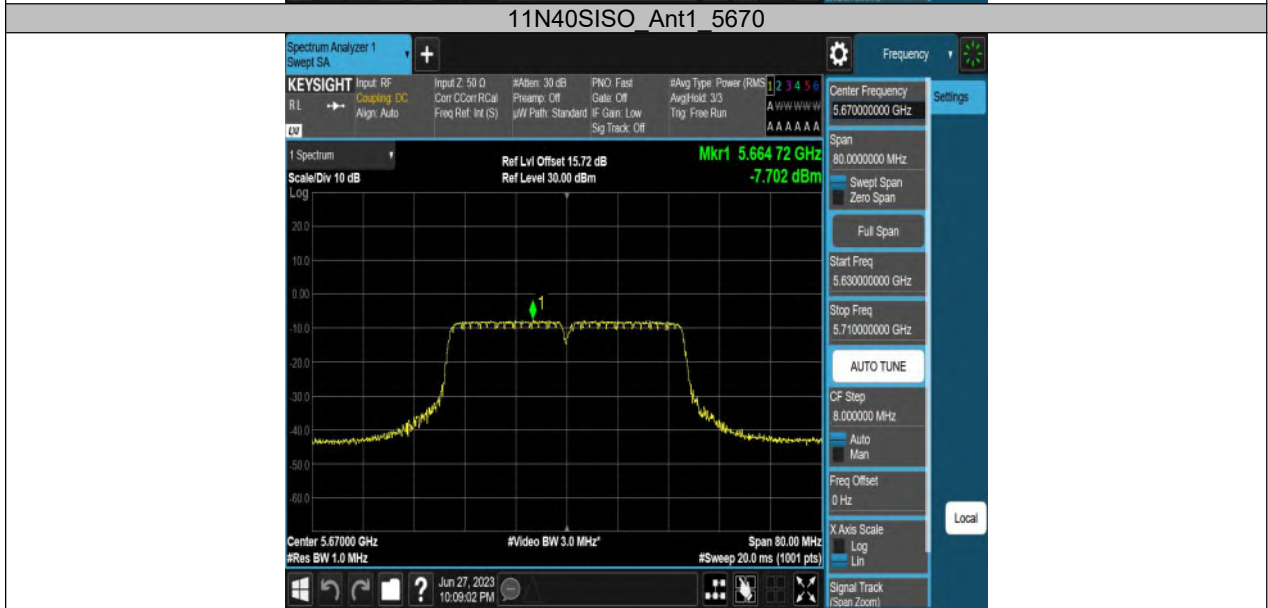 11N40SISO_Ant1_5670
Spectrum Analyzer 1
Swept SA
+
Frequency
KEYSIGHT
RL
LXI
Input: RF
Coupling: DC
Align: Auto
Input Z: 50 Ω
Corr CCorr RCal
Freq Ref: Int (S)
#Atten: 30 dB
Preamp: Off
µW Path: Standard
PNO: Fast
Gate: Off
IF Gain: Low
Sig Track: Off
#Avg Type: Power (RMS
Avg|Hold: 3/3
Trig: Free Run
1 2 3 4 5 6
A W W W W W
A A A A A A
1 Spectrum
Scale/Div 10 dB
Ref Lvl Offset 15.72 dB
Ref Level 30.00 dBm
Mkr1 5.664 72 GHz
-7.702 dBm
Log
20.0
10.0
0.00
-10.0
-20.0
-30.0
-40.0
-50.0
-60.0
1
Center 5.67000 GHz
#Res BW 1.0 MHz
#Video BW 3.0 MHz*
Span 80.00 MHz
#Sweep 20.0 ms (1001 pts)
?
Jun 27, 2023
10:09:02 PM
Center Frequency
5.670000000 GHz
Settings
Span
80.0000000 MHz
Swept Span
Zero Span
Full Span
Start Freq
5.630000000 GHz
Stop Freq
5.710000000 GHz
AUTO TUNE
CF Step
8.000000 MHz
Auto
Man
Freq Offset
0 Hz
X Axis Scale
Log
Lin
Local
Signal Track
(Span Zoom)